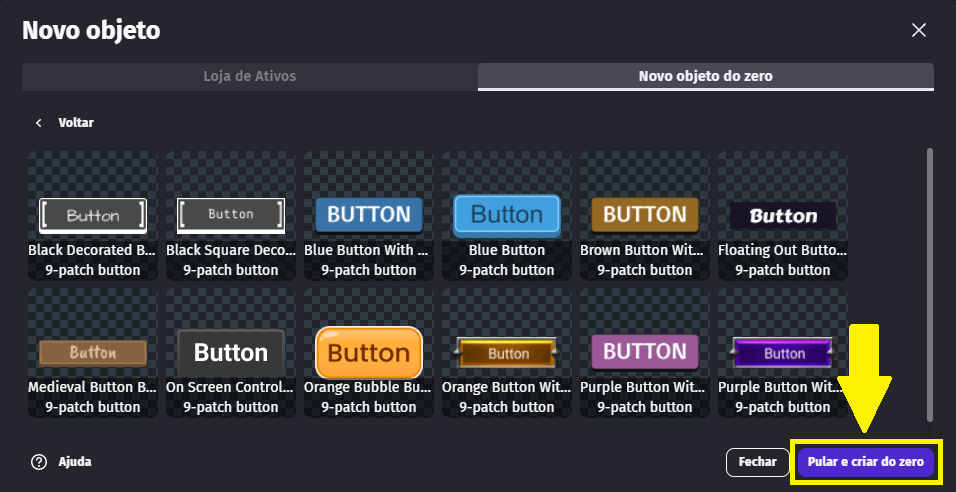 Novo objeto
Loja de Ativos
Novo objeto do zero
Voltar
Button
Button
BUTTON
Button
BUTTON
Button
Black Decorated B...
Black Square Deco...
Blue Button With ...
Blue Button
Brown Button Wit...
Floating Out Butto...
9-patch button
9-patch button
9-patch button
9-patch button
9-patch button
9-patch button
Button
Button
Button
Button
BUTTON
Button
Medieval Button B...
On Screen Control...
Orange Bubble Bu...
Orange Button Wit...
Purple Button Wit...
Purple Button Wit...
9-patch button
9-patch button
9-patch button
9-patch button
9-patch button
9-patch button
Ajuda
Fechar
Pular e criar do zero